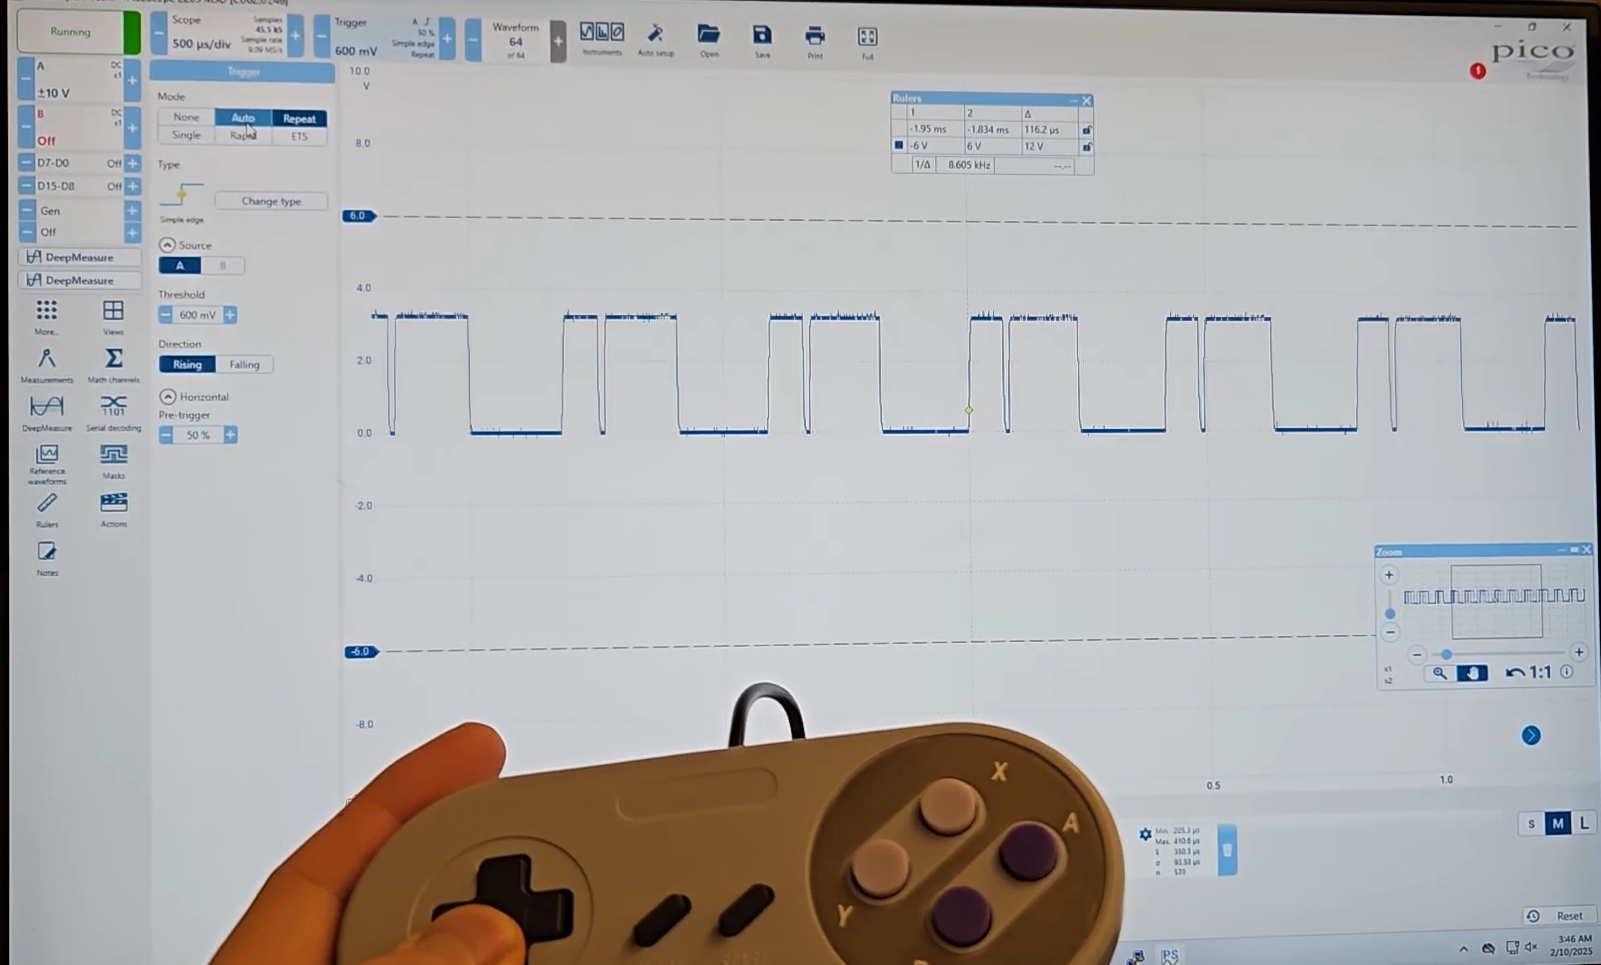 Running
Scope
500 µs/div
Samples
45.5 kS
Sample rate
9.09 MS/s
Trigger
600 mV
50 %
Simple edge
Repeat
Waveform
64
of 64
Instruments
Auto setup
Open
Save
Print
Full
pico
Technology
1
A
DC
x1
±10 V
B
DC
x1
Off
D7-D0 Off
D15-D8 Off
Gen
Off
DeepMeasure
DeepMeasure
More...
Views
Measurements
Math channels
DeepMeasure
1101
Serial decoding
Reference waveforms
Masks
Rulers
Actions
Notes
Trigger
Mode
None Auto Repeat
Single Rapid ETS
Type
Simple edge
Change type
Source
A B
Threshold
600 mV
Direction
Rising Falling
Horizontal
Pre-trigger
50 %
10.0
V
8.0
6.0
4.0
2.0
0.0
-2.0
-4.0
-6.0
-8.0
Rulers
1 2 Δ
-1.95 ms -1.834 ms 116.2 µs
-6 V 6 V 12 V
1/Δ 8.605 kHz --.--
Zoom
x1
x2
1:1
0.5
1.0
Min 205.3 µs
Max 410.8 µs
σ 93.33 µs
S M L
Reset
3:46 AM
2/10/2025
PS
X
A
Y